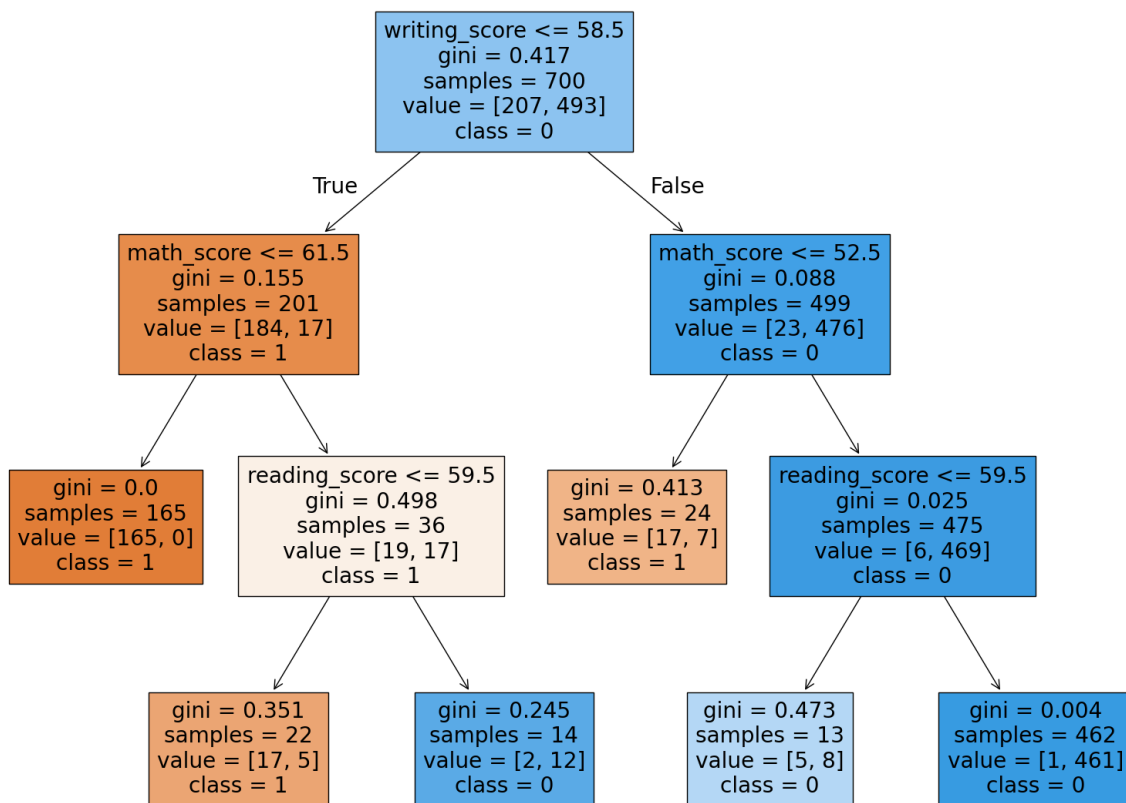 writing_score <= 58.5
gini = 0.417
samples = 700
value = [207, 493]
class = 0
True
False
math_score <= 61.5
gini = 0.155
samples = 201
value = [184, 17]
class = 1
math_score <= 52.5
gini = 0.088
samples = 499
value = [23, 476]
class = 0
gini = 0.0
samples = 165
value = [165, 0]
class = 1
reading_score <= 59.5
gini = 0.498
samples = 36
value = [19, 17]
class = 1
gini = 0.413
samples = 24
value = [17, 7]
class = 1
reading_score <= 59.5
gini = 0.025
samples = 475
value = [6, 469]
class = 0
gini = 0.351
samples = 22
value = [17, 5]
class = 1
gini = 0.245
samples = 14
value = [2, 12]
class = 0
gini = 0.473
samples = 13
value = [5, 8]
class = 0
gini = 0.004
samples = 462
value = [1, 461]
class = 0